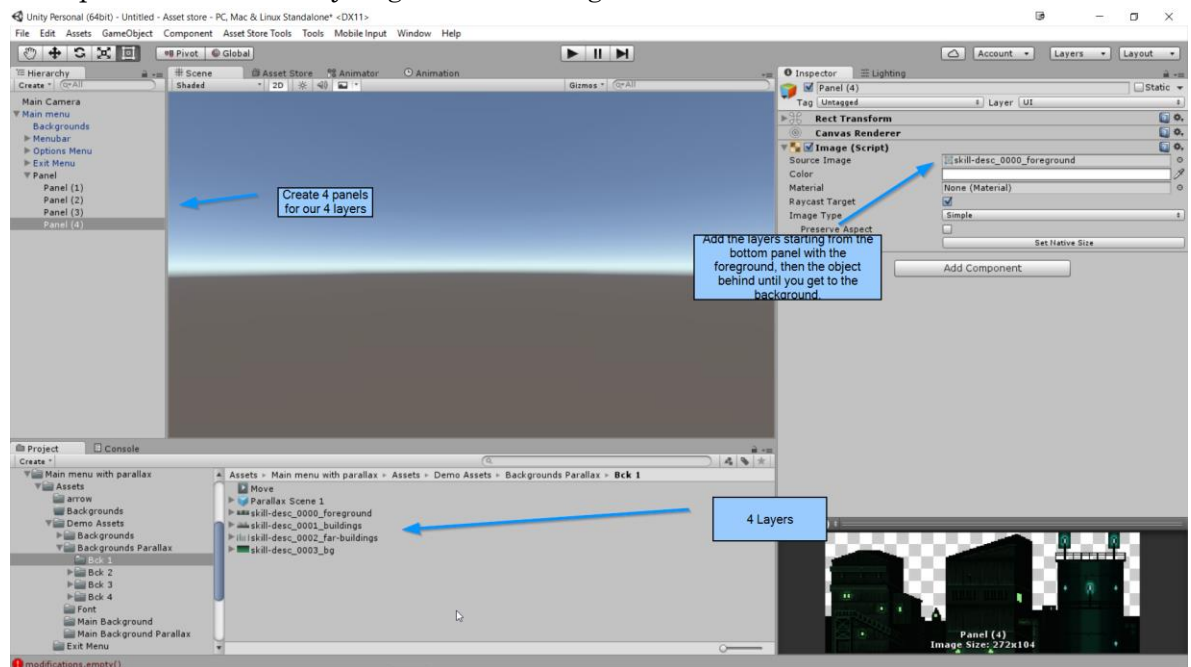 Unity Personal (64bit) - Untitled - Asset store - PC, Mac & Linux Standalone* <DX11>
File Edit Assets GameObject Component Asset Store Tools Tools Mobile Input Window Help
Pivot Global Account Layers Layout
Hierarchy
Create All
Main Camera
Main menu
Backgrounds
Menubar
Options Menu
Exit Menu
Panel
Panel (1)
Panel (2)
Panel (3)
Panel (4)
Scene Asset Store Animator Animation
Shaded 2D Gizmos All
Create 4 panels
for our 4 layers
Inspector Lighting
Panel (4) Static
Tag Untagged Layer UI
Rect Transform
Canvas Renderer
Image (Script)
Source Image skill-desc_0000_foreground
Color
Material None (Material)
Raycast Target
Image Type Simple
Preserve Aspect
Set Native Size
Add Component
Add the layers starting from the
bottom panel with the
foreground, then the object
behind until you get to the
background.
Project Console
Create
Main menu with parallax
Assets
arrow
Backgrounds
Demo Assets
Backgrounds
Backgrounds Parallax
Bck 1
Bck 2
Bck 3
Bck 4
Font
Main Background
Main Background Parallax
Exit Menu
Assets Main menu with parallax Assets Demo Assets Backgrounds Parallax Bck 1
Move
Parallax Scene 1
skill-desc_0000_foreground
skill-desc_0001_buildings
skill-desc_0002_far-buildings
skill-desc_0003_bg
4 Layers
Panel (4)
Image Size: 272x104
modifications.empty()